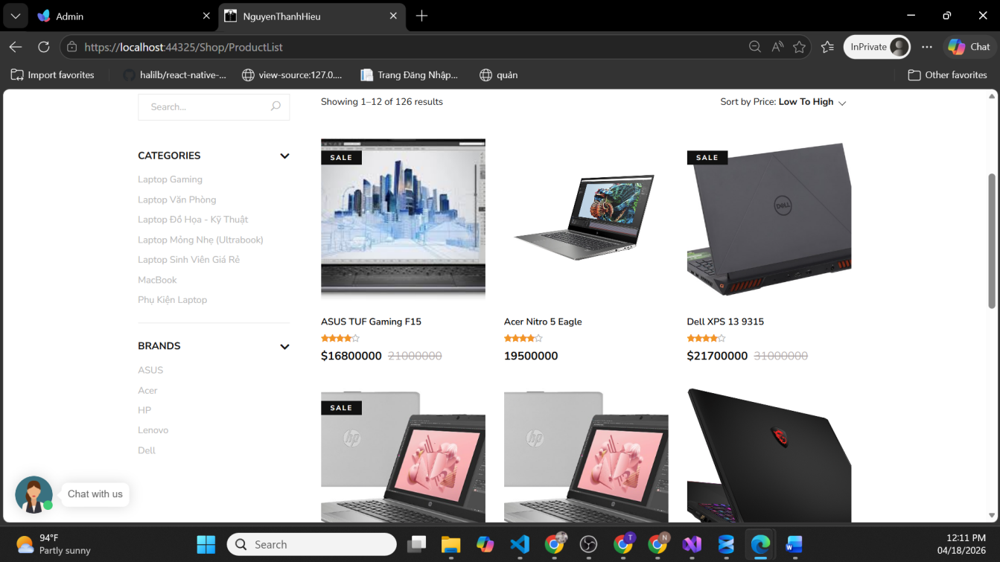 Admin
NguyenThanhHieu
https://localhost:44325/Shop/ProductList
InPrivate
Chat
Import favorites
halilb/react-native-...
view-source:127.0....
Trang Đăng Nhập...
quản
Other favorites
Search...
Showing 1–12 of 126 results
Sort by Price: Low To High
CATEGORIES
Laptop Gaming
Laptop Văn Phòng
Laptop Đồ Họa - Kỹ Thuật
Laptop Mỏng Nhẹ (Ultrabook)
Laptop Sinh Viên Giá Rẻ
MacBook
Phụ Kiện Laptop
BRANDS
ASUS
Acer
HP
Lenovo
Dell
SALE
SALE
DELL
ASUS TUF Gaming F15
Acer Nitro 5 Eagle
Dell XPS 13 9315
$16800000 21000000
19500000
$21700000 31000000
SALE
hp
hp
Chat with us
94°F
Partly sunny
Search
T
N
12:11 PM
04/18/2026